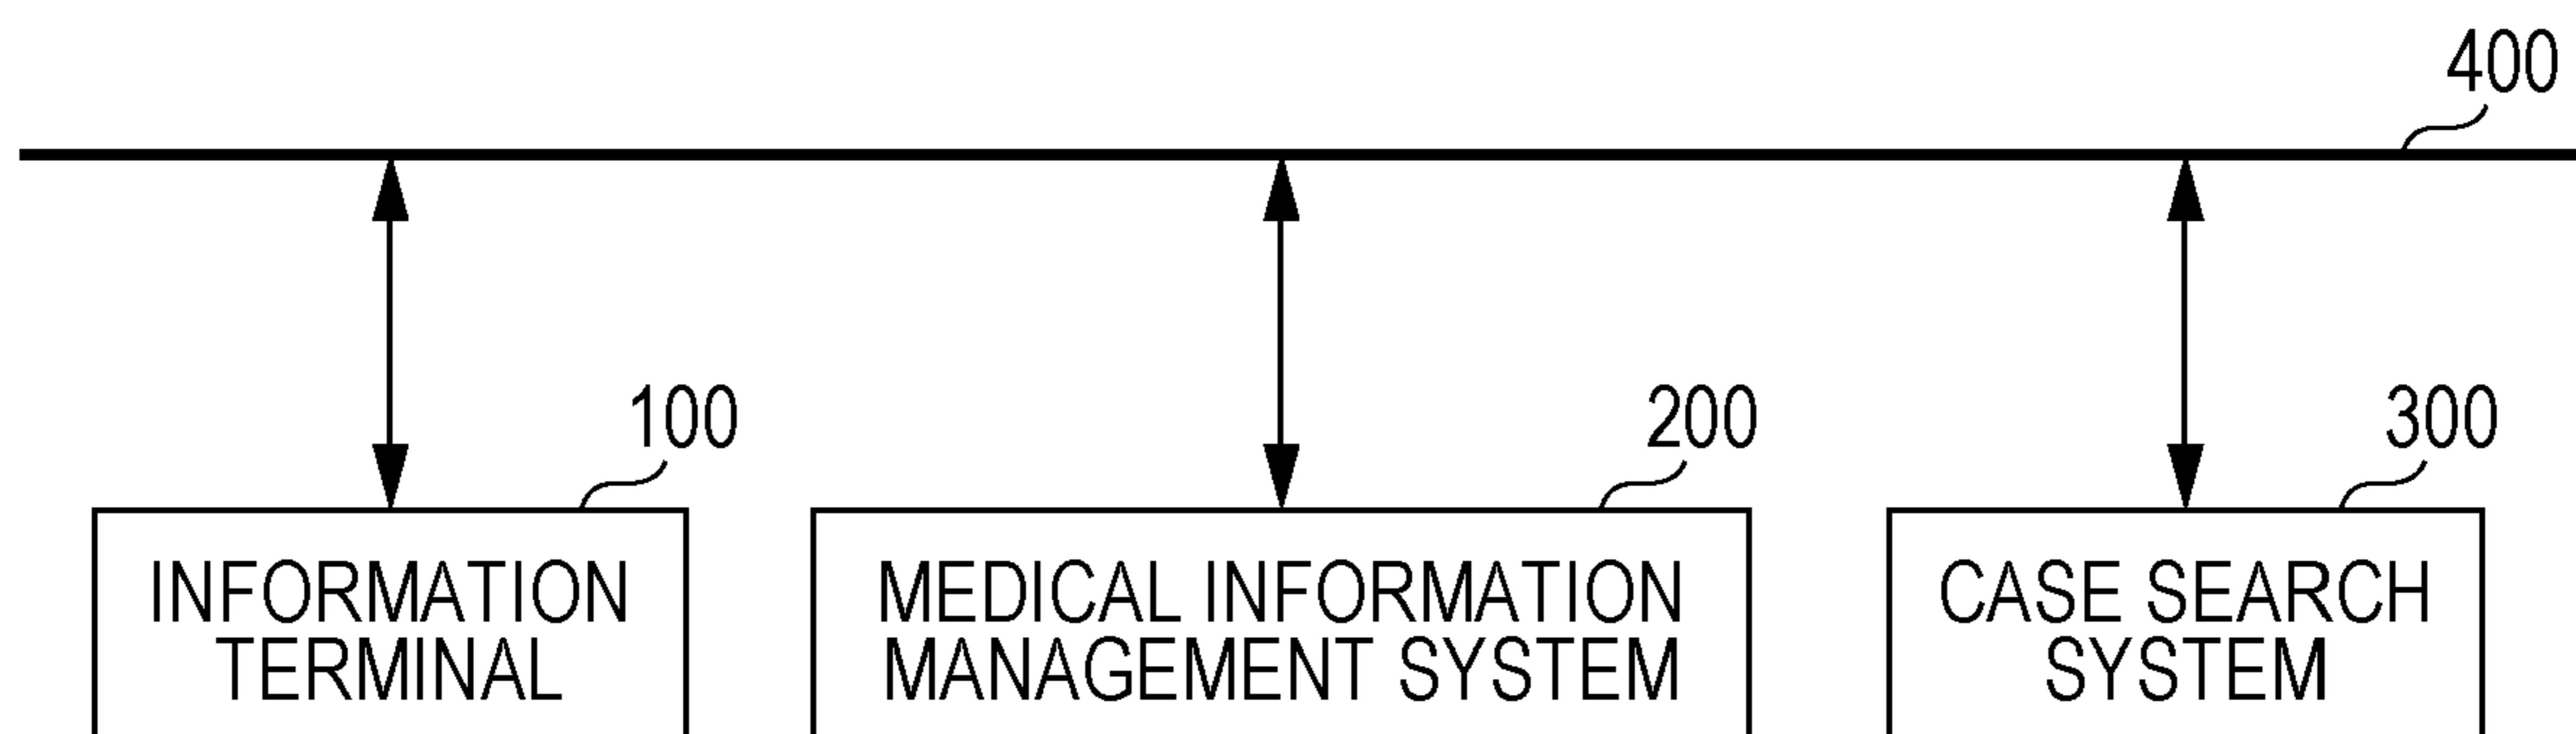 400
100
200
300
INFORMATION
TERMINAL
MEDICAL INFORMATION
MANAGEMENT SYSTEM
CASE SEARCH
SYSTEM